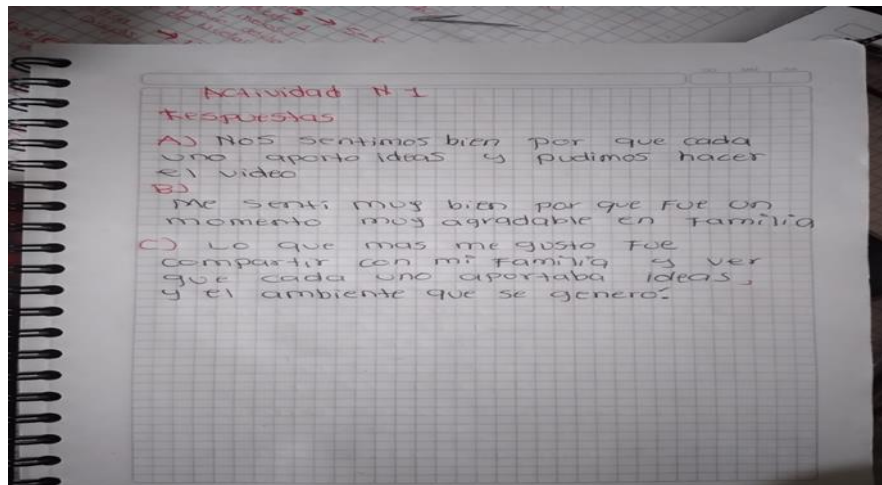 Actividad N 1
Respuestas
A) Nos sentimos bien por que cada
uno aporto ideas y pudimos hacer
el video
B)
Me senti muy bien por que fue un
momento muy agradable en familia
C) Lo que mas me gusto fue
compartir con mi familia y ver
que cada uno aportaba ideas,
y el ambiente que se genero.